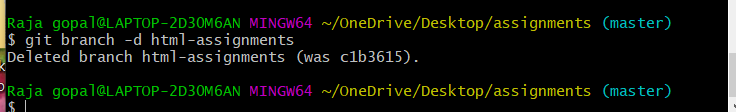 Raja gopal@LAPTOP-2D30M6AN MINGW64 ~/OneDrive/Desktop/assignments (master)
$ git branch -d html-assignments
Deleted branch html-assignments (was c1b3615).
Raja gopal@LAPTOP-2D30M6AN MINGW64 ~/OneDrive/Desktop/assignments (master)
$